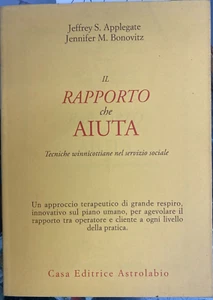 Jeffrey S. Applegate
Jennifer M. Bonovitz
IL
RAPPORTO
che
AIUTA
Tecniche winnicottiane nel servizio sociale
Un approccio terapeutico di grande respiro,
innovativo sul piano umano, per agevolare il
rapporto tra operatore e cliente a ogni livello
della pratica.
Casa Editrice Astrolabio